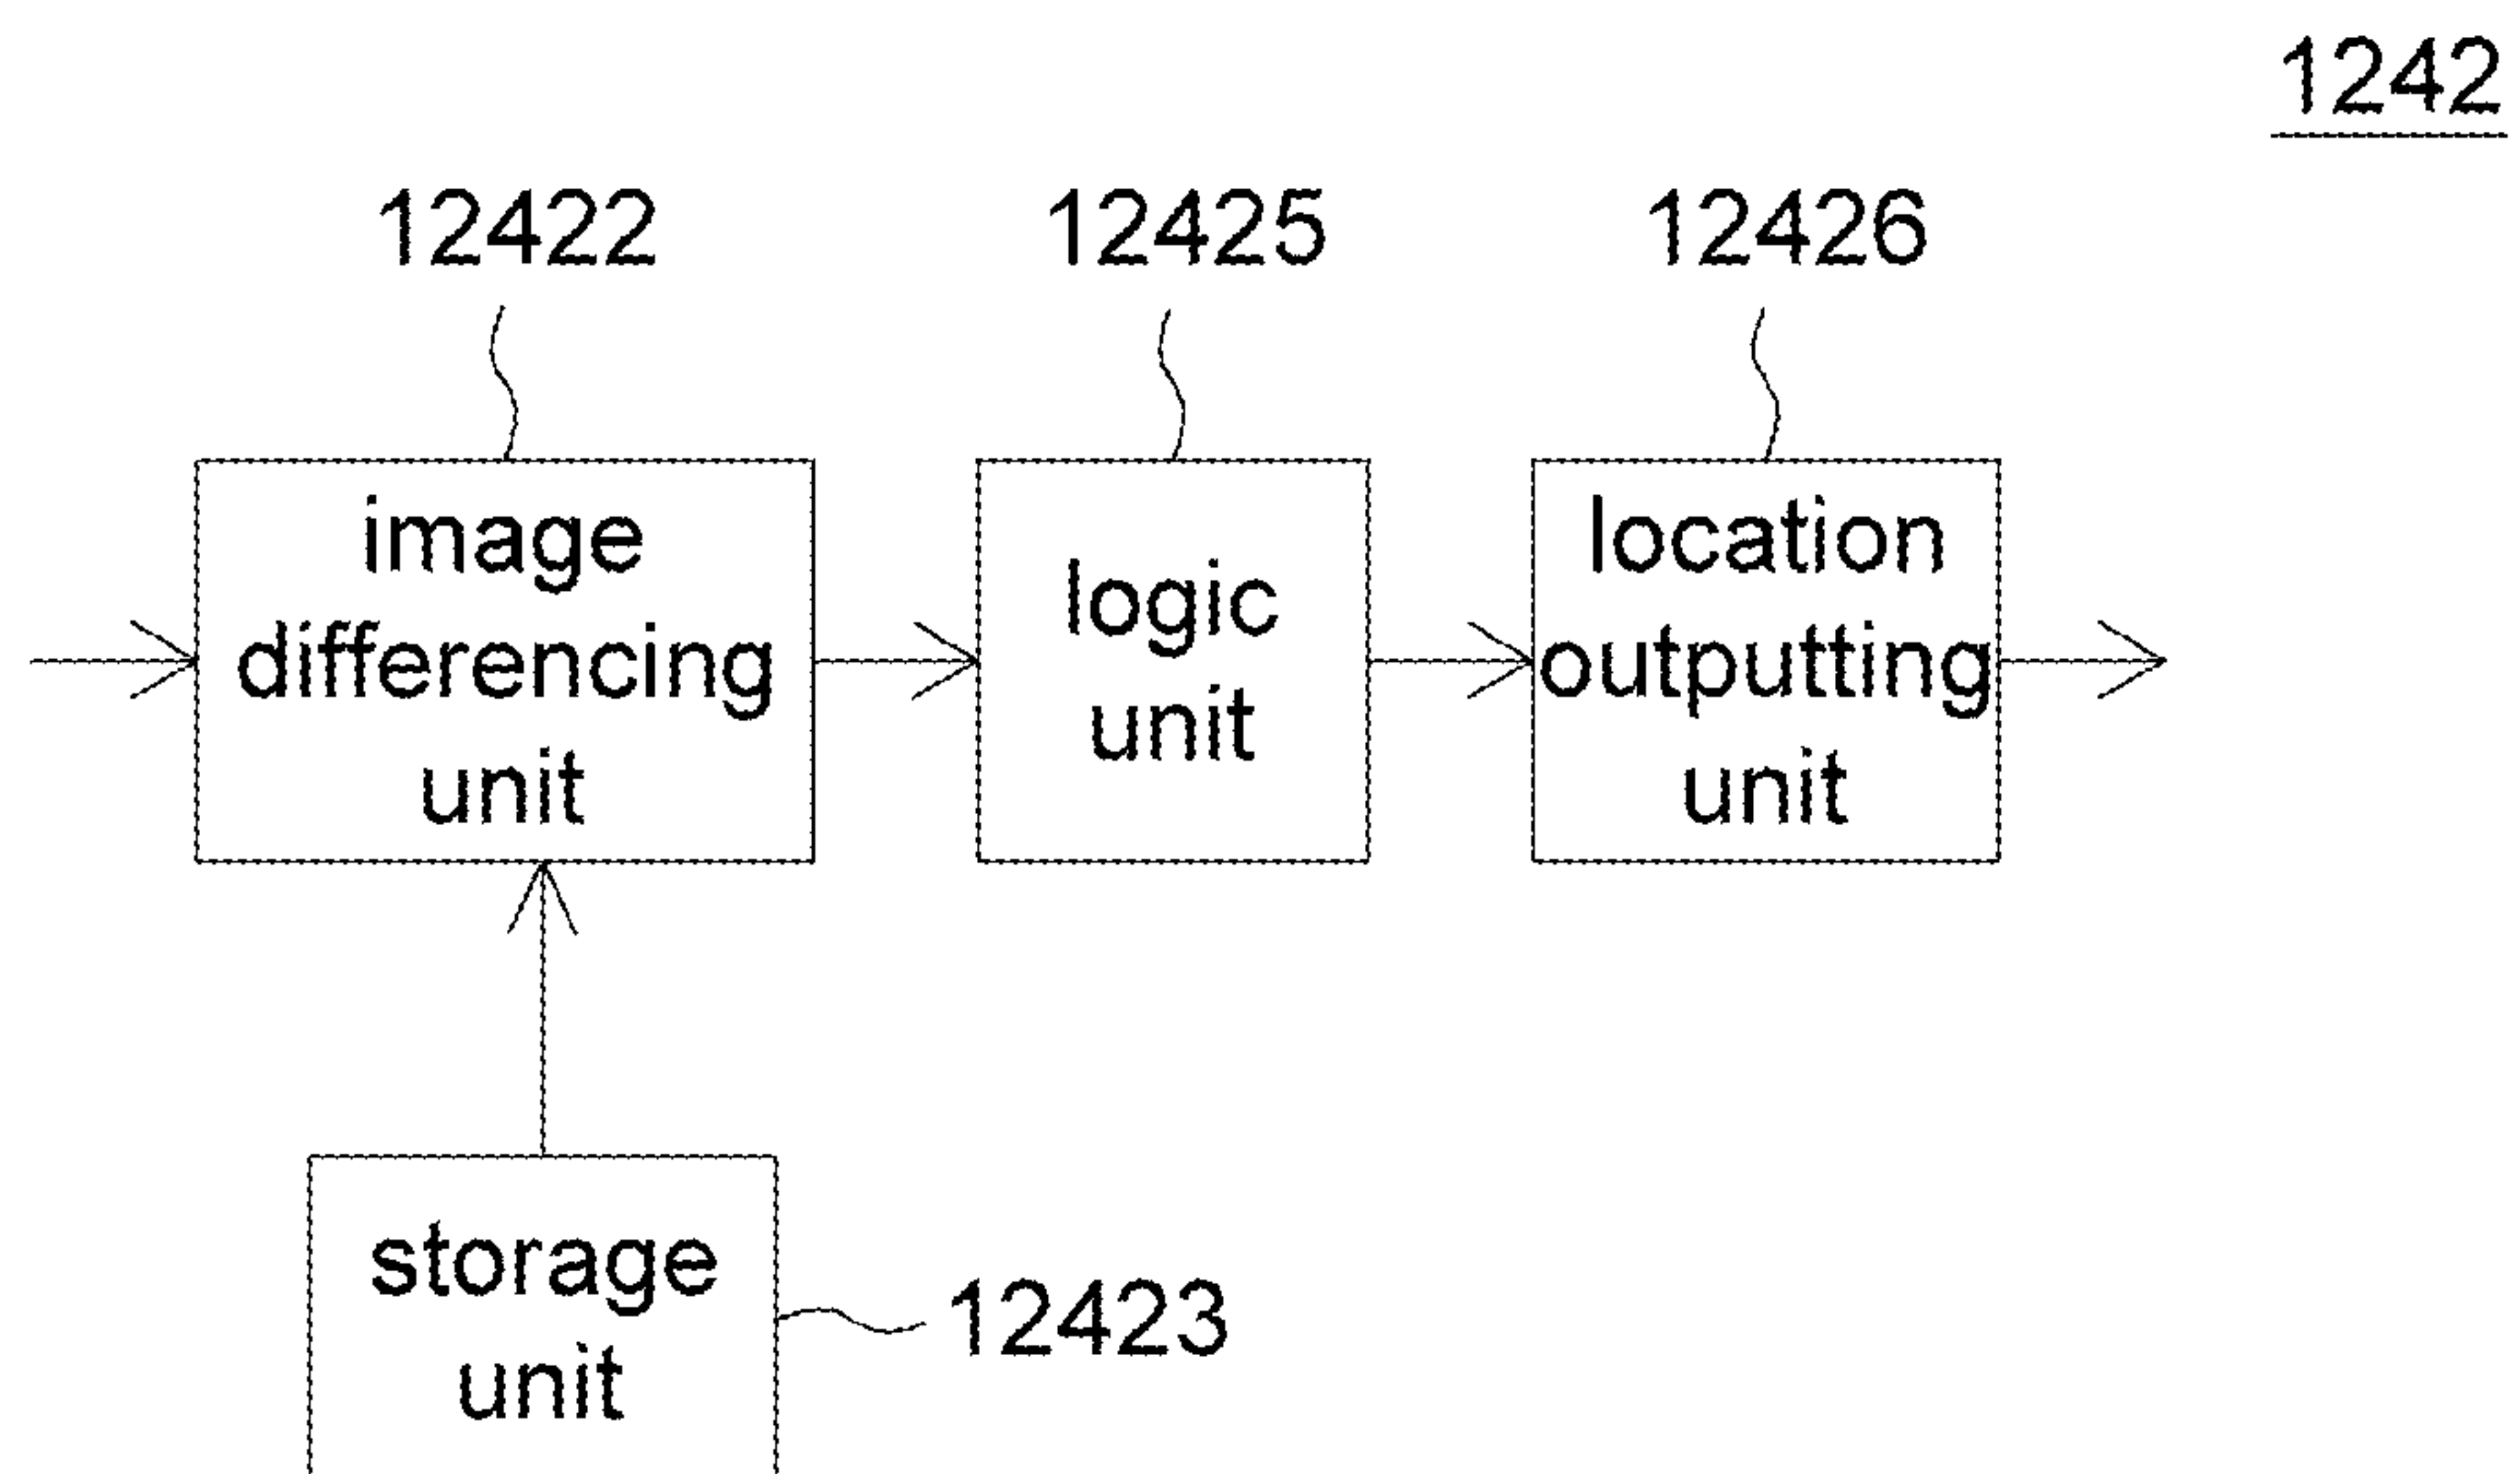 1242
12422
12425
12426
image
differencing
unit
logic
unit
location
outputting
unit
storage
unit
12423